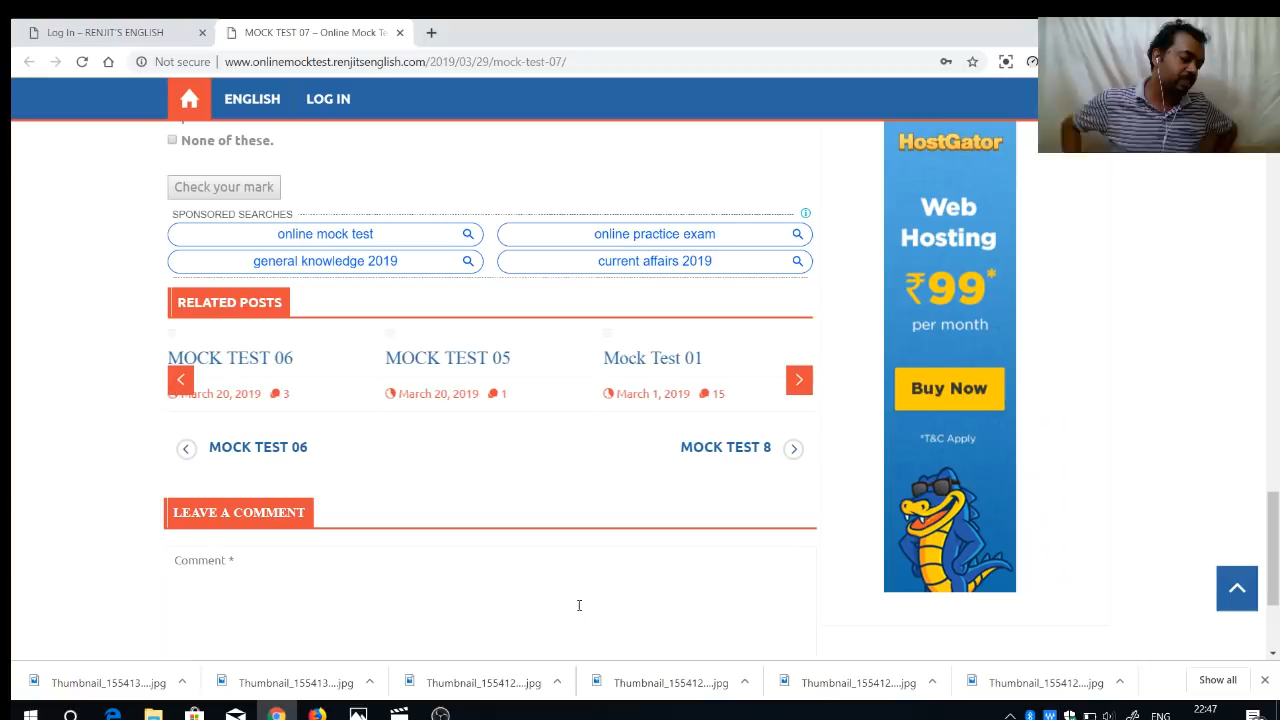 Log In – RENJIT'S ENGLISH
MOCK TEST 07 – Online Mock Te
Not secure | www.onlinemocktest.renjitsenglish.com/2019/03/29/mock-test-07/
ENGLISH
LOG IN
None of these.
Check your mark
SPONSORED SEARCHES
online mock test
online practice exam
general knowledge 2019
current affairs 2019
RELATED POSTS
MOCK TEST 06
MOCK TEST 05
Mock Test 01
March 20, 2019 3
March 20, 2019 1
March 1, 2019 15
MOCK TEST 06
MOCK TEST 8
LEAVE A COMMENT
Comment *
HostGator
Web
Hosting
₹99*
per month
Buy Now
*T&C Apply
Thumbnail_155413....jpg
Thumbnail_155413....jpg
Thumbnail_155412....jpg
Thumbnail_155412....jpg
Thumbnail_155412....jpg
Thumbnail_155412....jpg
Show all
ENG
22:47